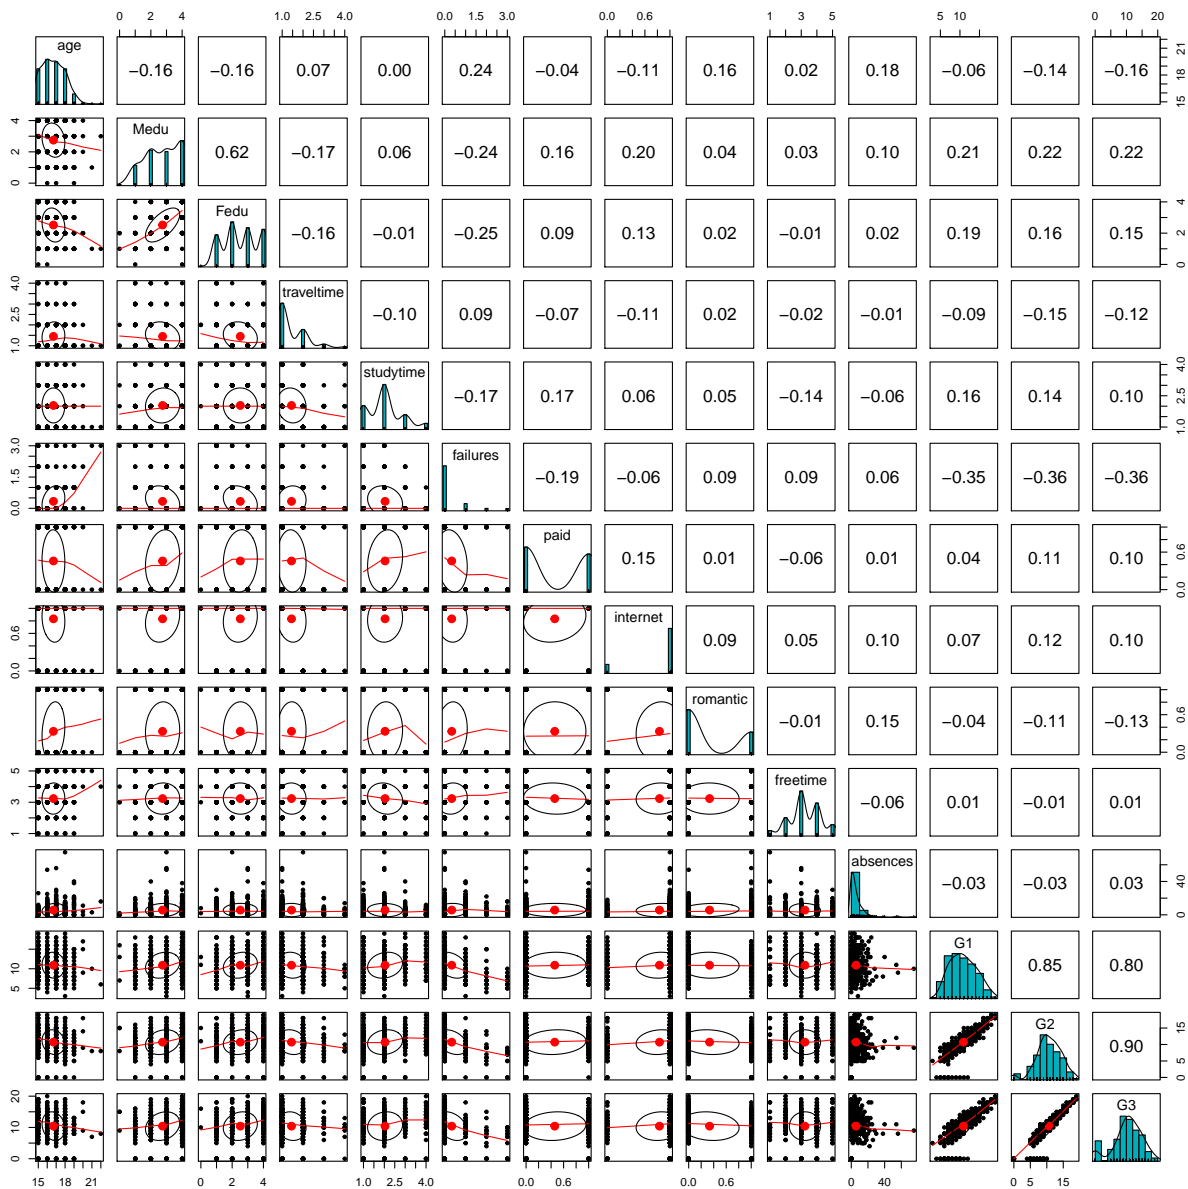 0 2 4 1.0 2.5 4.0 0.0 1.5 3.0 0.0 0.6 1 3 5 5 10 0 10 20
age −0.16 −0.16 0.07 0.00 0.24 −0.04 −0.11 0.16 0.02 0.18 −0.06 −0.14 −0.16 15 18 21
0 2 4 Medu 0.62 −0.17 0.06 −0.24 0.16 0.20 0.04 0.03 0.10 0.21 0.22 0.22
Fedu −0.16 −0.01 −0.25 0.09 0.13 0.02 −0.01 0.02 0.19 0.16 0.15 0 2 4
1.0 2.5 4.0 traveltime −0.10 0.09 −0.07 −0.11 0.02 −0.02 −0.01 −0.09 −0.15 −0.12
studytime −0.17 0.17 0.06 0.05 −0.14 −0.06 0.16 0.14 0.10 1.0 2.5 4.0
0.0 1.5 3.0 failures −0.19 −0.06 0.09 0.09 0.06 −0.35 −0.36 −0.36
paid 0.15 0.01 −0.06 0.01 0.04 0.11 0.10 0.0 0.6
0.0 0.6 internet 0.09 0.05 0.10 0.07 0.12 0.10
romantic −0.01 0.15 −0.04 −0.11 −0.13 0.0 0.6
1 3 5 freetime −0.06 0.01 −0.01 0.01
absences −0.03 −0.03 0.03 0 40
5 10 G1 0.85 0.80
G2 0.90 0 5 15
0 10 20 G3
15 18 21 0 2 4 1.0 2.5 4.0 0.0 0.6 0.0 0.6 0 40 0 5 15